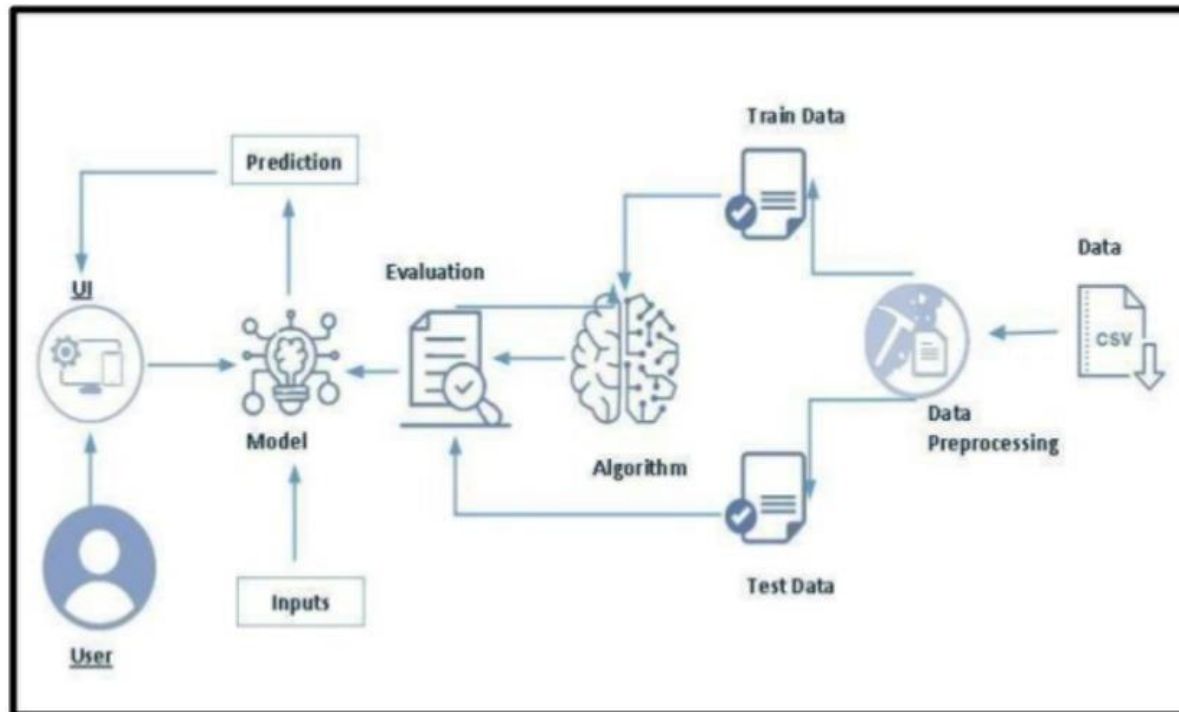 Train Data
Prediction
Data
Evaluation
UI
CSV
Data
Preprocessing
Model
Algorithm
Inputs
Test Data
User